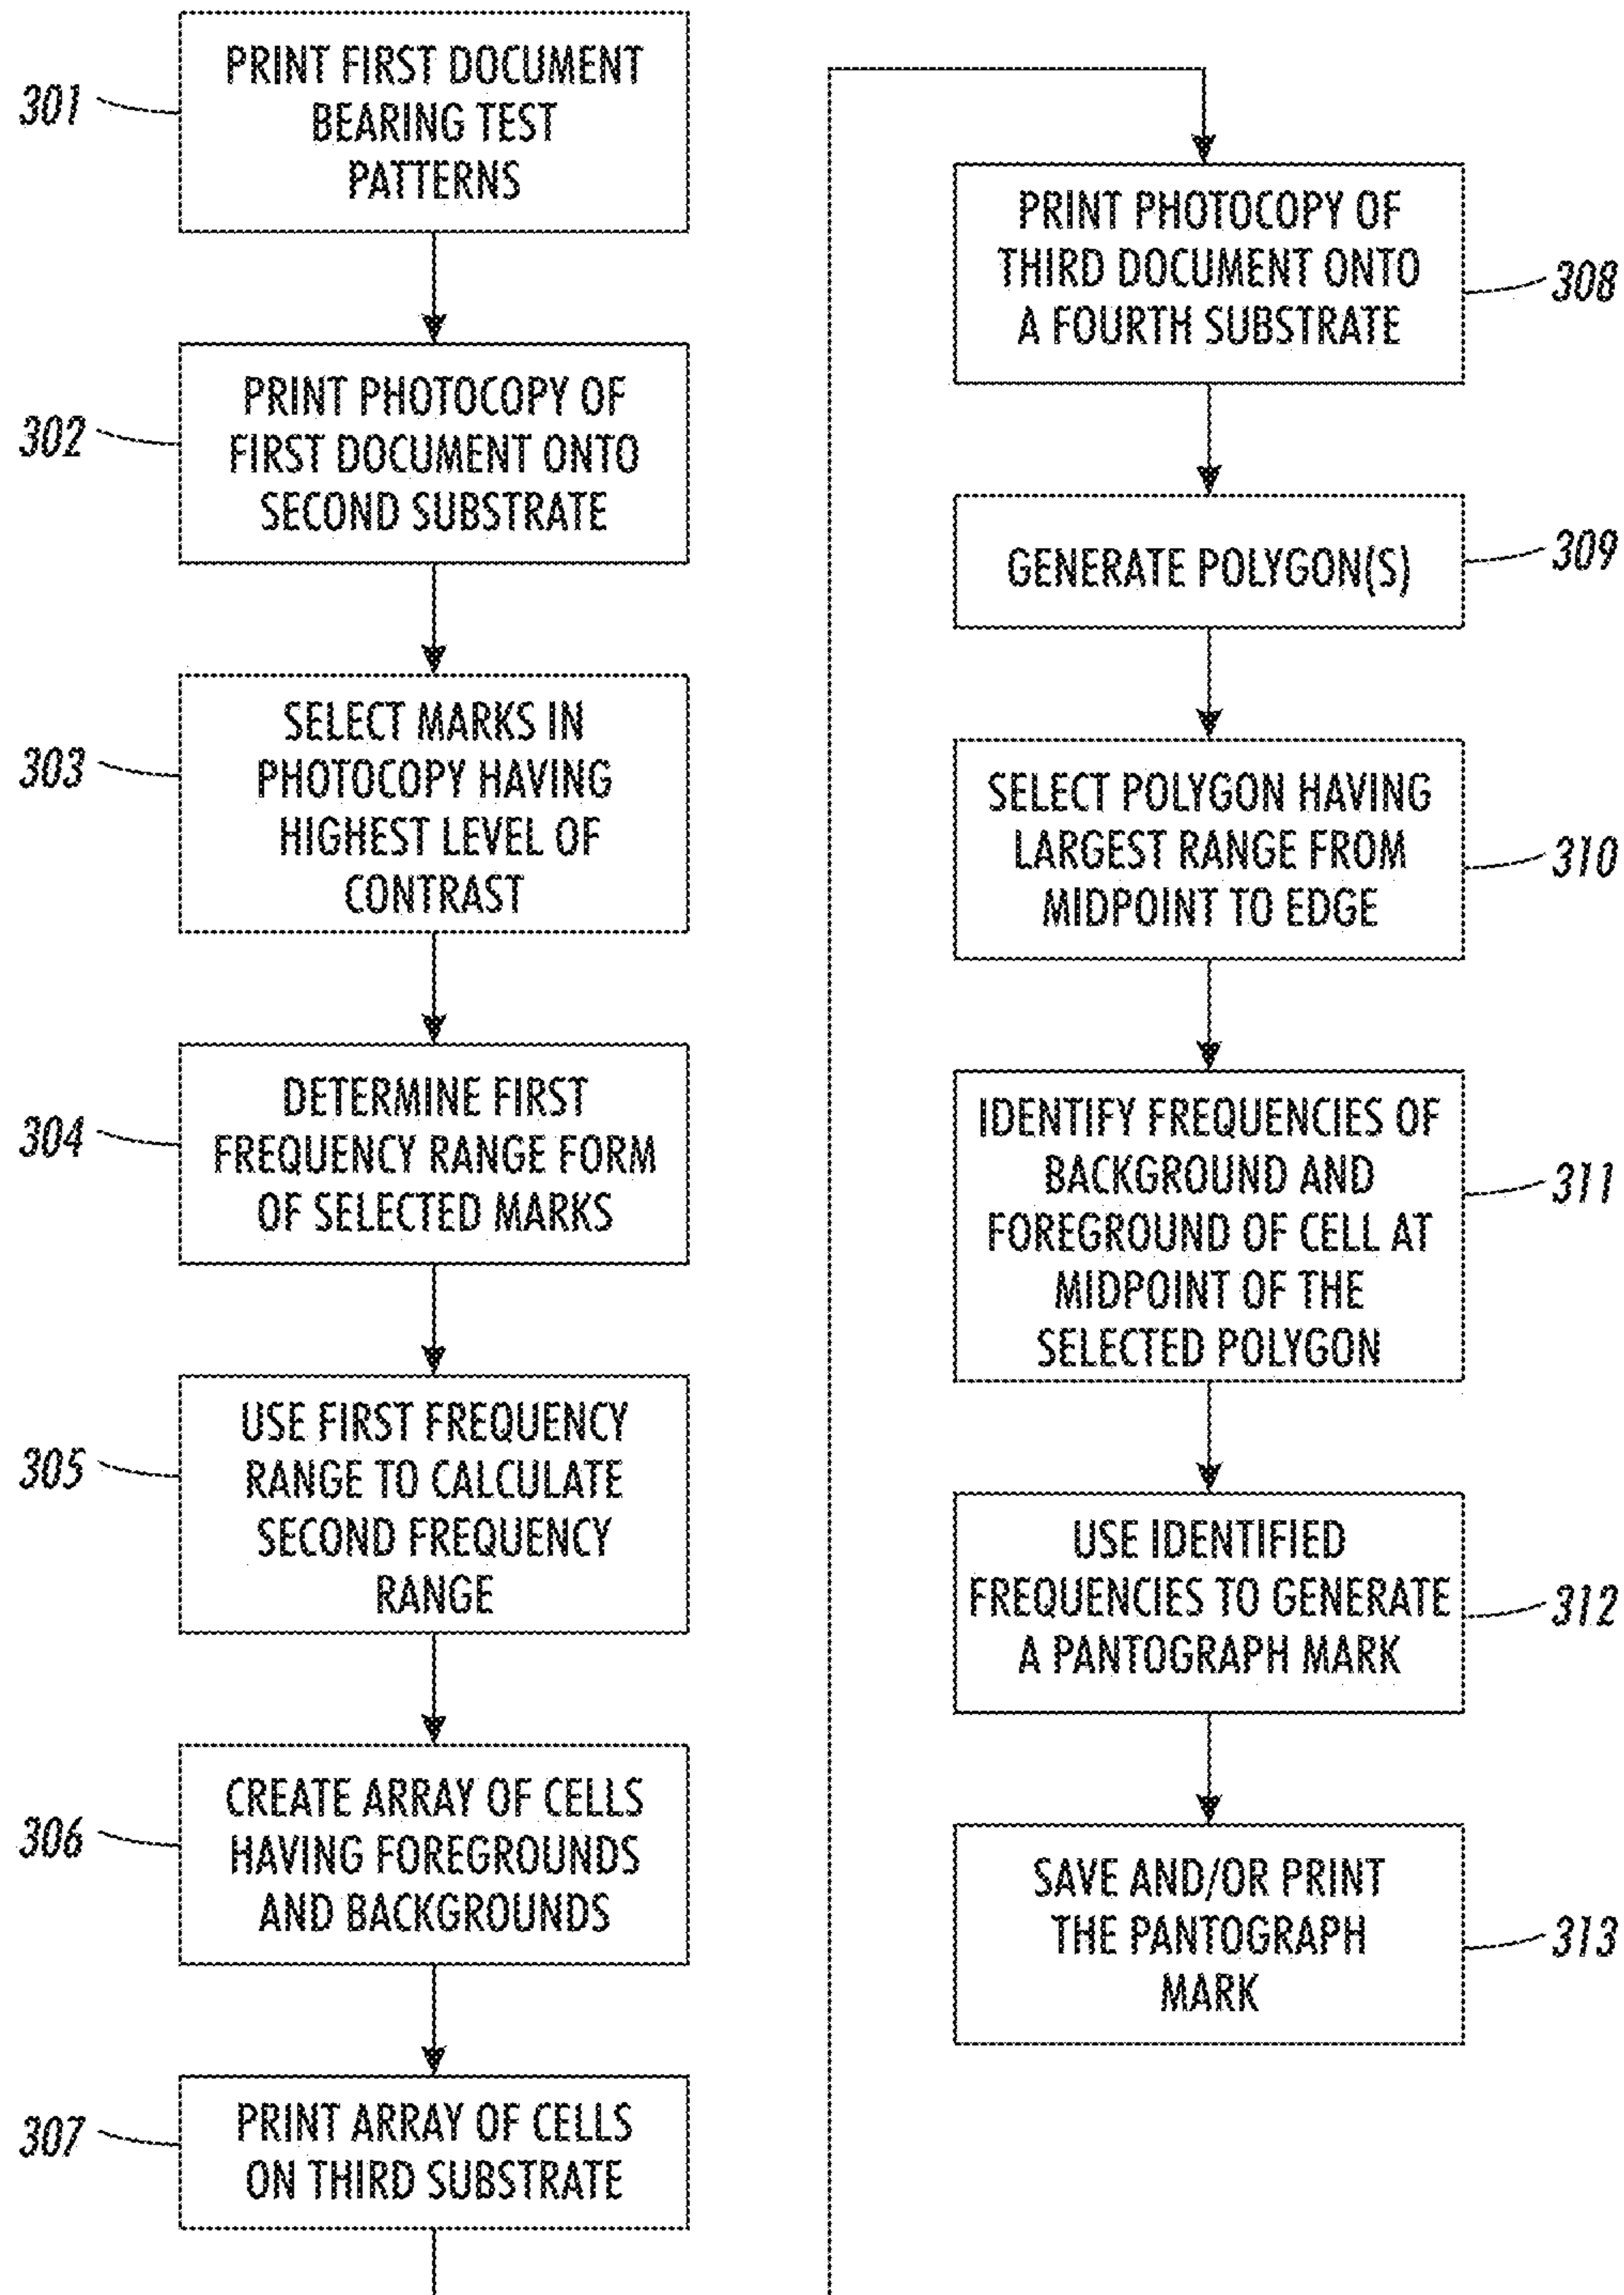 301
PRINT FIRST DOCUMENT
BEARING TEST
PATTERNS
302
PRINT PHOTOCOPY OF
FIRST DOCUMENT ONTO
SECOND SUBSTRATE
303
SELECT MARKS IN
PHOTOCOPY HAVING
HIGHEST LEVEL OF
CONTRAST
304
DETERMINE FIRST
FREQUENCY RANGE FORM
OF SELECTED MARKS
305
USE FIRST FREQUENCY
RANGE TO CALCULATE
SECOND FREQUENCY
RANGE
306
CREATE ARRAY OF CELLS
HAVING FOREGROUNDS
AND BACKGROUNDS
307
PRINT ARRAY OF CELLS
ON THIRD SUBSTRATE
PRINT PHOTOCOPY OF
THIRD DOCUMENT ONTO
A FOURTH SUBSTRATE
308
GENERATE POLYGON(S)
309
SELECT POLYGON HAVING
LARGEST RANGE FROM
MIDPOINT TO EDGE
310
IDENTIFY FREQUENCIES OF
BACKGROUND AND
FOREGROUND OF CELL AT
MIDPOINT OF THE
SELECTED POLYGON
311
USE IDENTIFIED
FREQUENCIES TO GENERATE
A PANTOGRAPH MARK
312
SAVE AND/OR PRINT
THE PANTOGRAPH
MARK
313